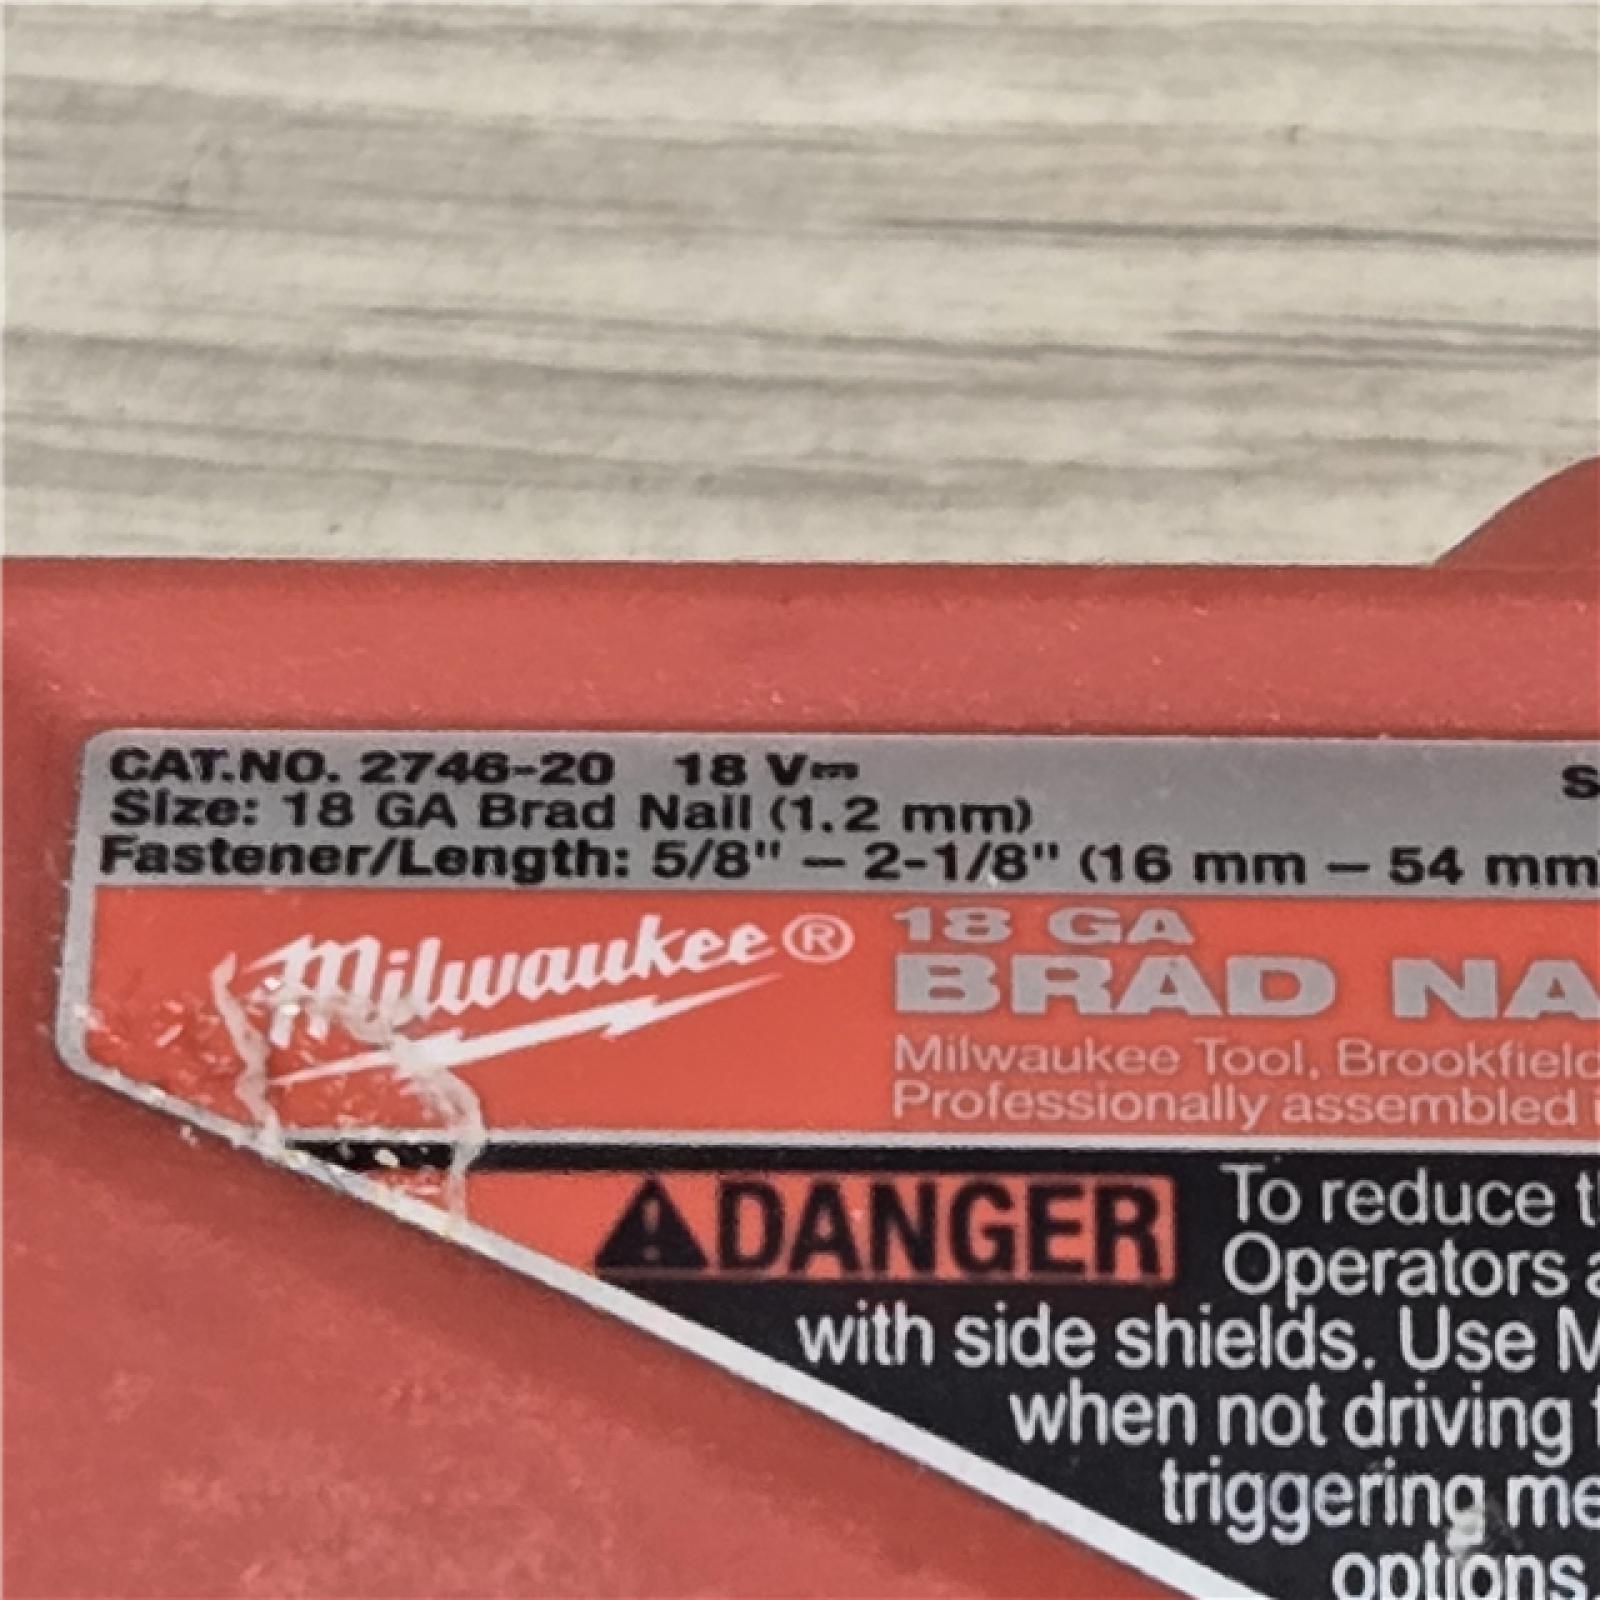 CAT.NO. 2746-20 18 V⎓
Size: 18 GA Brad Nail (1.2 mm)
Fastener/Length: 5/8" – 2-1/8" (16 mm – 54 mm)
S
Milwaukee®
18 GA
BRAD NA
Milwaukee Tool, Brookfield
Professionally assembled i
⚠DANGER
To reduce t
Operators a
with side shields. Use M
when not driving f
triggering me
options.